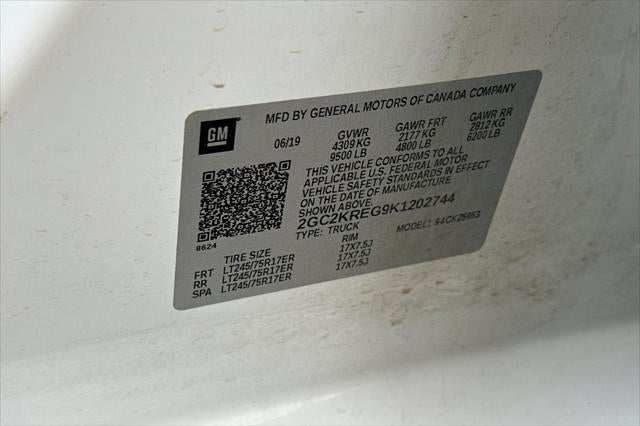 MFD BY GENERAL MOTORS OF CANADA COMPANY
GM
06/19 GVWR GAWR FRT GAWR RR
4309 KG 2177 KG 2812 KG
9500 LB 4800 LB 6200 LB
THIS VEHICLE CONFORMS TO ALL
APPLICABLE U.S. FEDERAL MOTOR
VEHICLE SAFETY STANDARDS IN EFFECT
ON THE DATE OF MANUFACTURE
SHOWN ABOVE.
2GC2KREG9K1202744
TYPE: TRUCK MODEL:
8624
TIRE SIZE RIM
FRT LT245/75R17ER 17X7.5J
RR LT245/75R17ER 17X7.5J
SPA LT245/75R17ER 17X7.5J